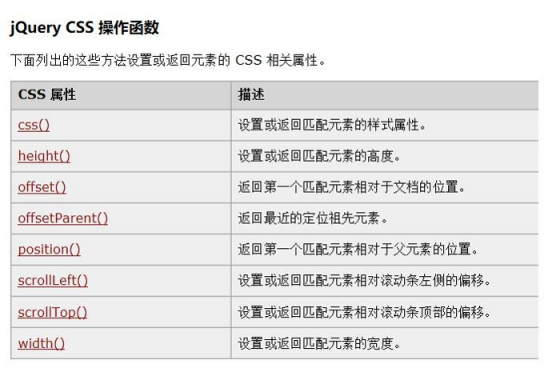 jQuery CSS 操作函数
下面列出的这些方法设置或返回元素的 CSS 相关属性。
CSS 属性 描述
css() 设置或返回匹配元素的样式属性。
height() 设置或返回匹配元素的高度。
offset() 返回第一个匹配元素相对于文档的位置。
offsetParent() 返回最近的定位祖先元素。
position() 返回第一个匹配元素相对于父元素的位置。
scrollLeft() 设置或返回匹配元素相对滚动条左侧的偏移。
scrollTop() 设置或返回匹配元素相对滚动条顶部的偏移。
width() 设置或返回匹配元素的宽度。